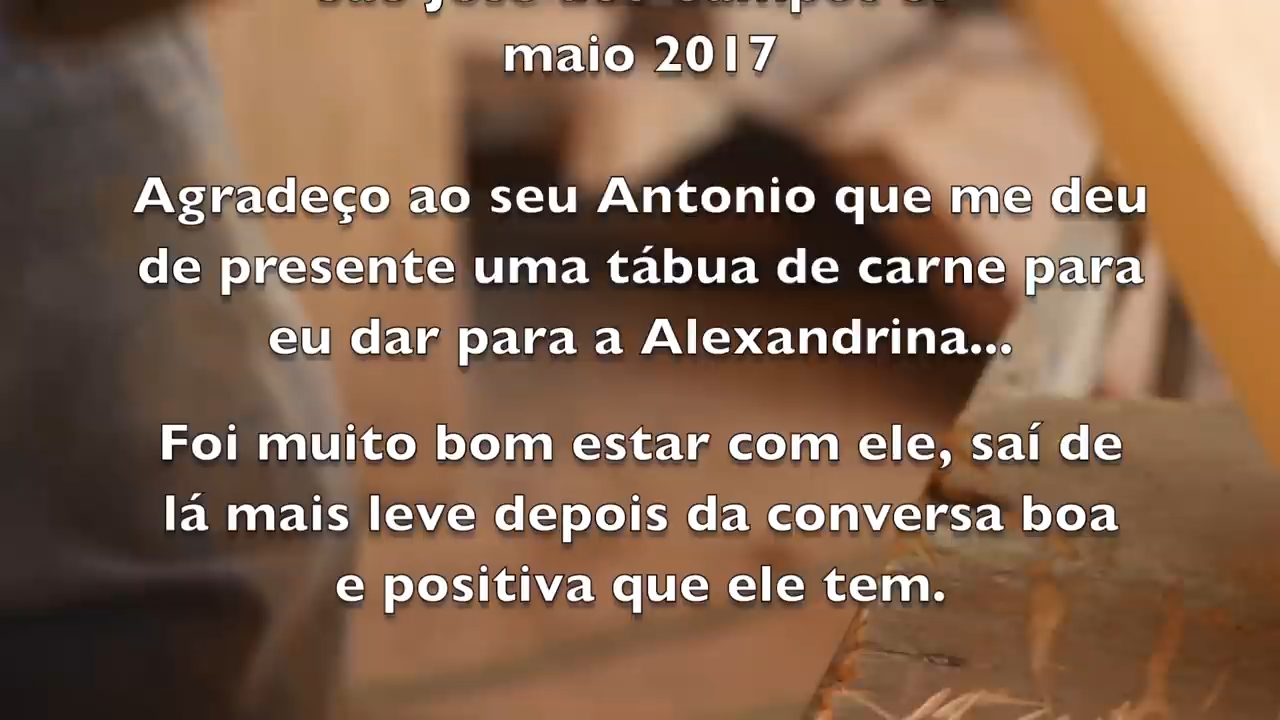 maio 2017
Agradeço ao seu Antonio que me deu
de presente uma tábua de carne para
eu dar para a Alexandrina...
Foi muito bom estar com ele, saí de
lá mais leve depois da conversa boa
e positiva que ele tem.